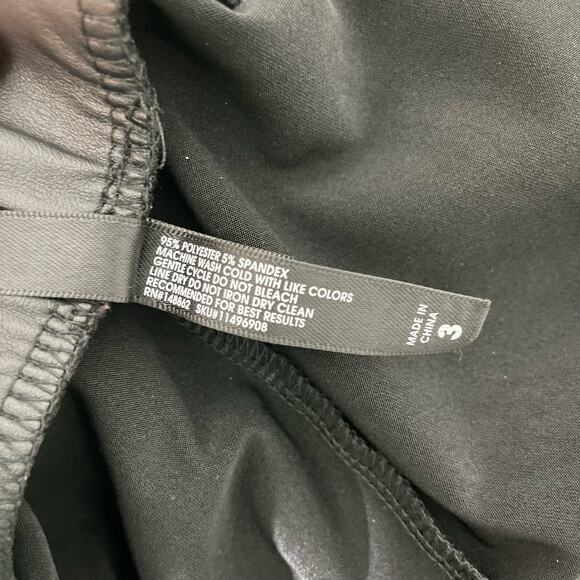 95% POLYESTER 5% SPANDEX
MACHINE WASH COLD WITH LIKE COLORS
GENTLE CYCLE DO NOT BLEACH
LINE DRY DO NOT IRON DRY CLEAN
RECOMMENDED FOR BEST RESULTS
RN#148862 SKU#11496908
MADE IN
CHINA
3